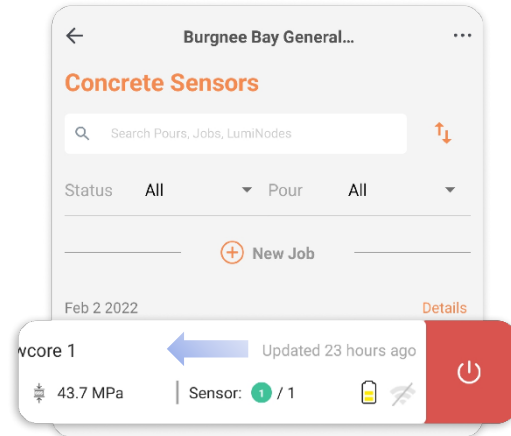 Burgnee Bay General...
Concrete Sensors
Search Pours, Jobs, LumiNodes
Status All Pour All
New Job
Feb 2 2022 Details
wcore 1 Updated 23 hours ago
43.7 MPa Sensor: 1 / 1